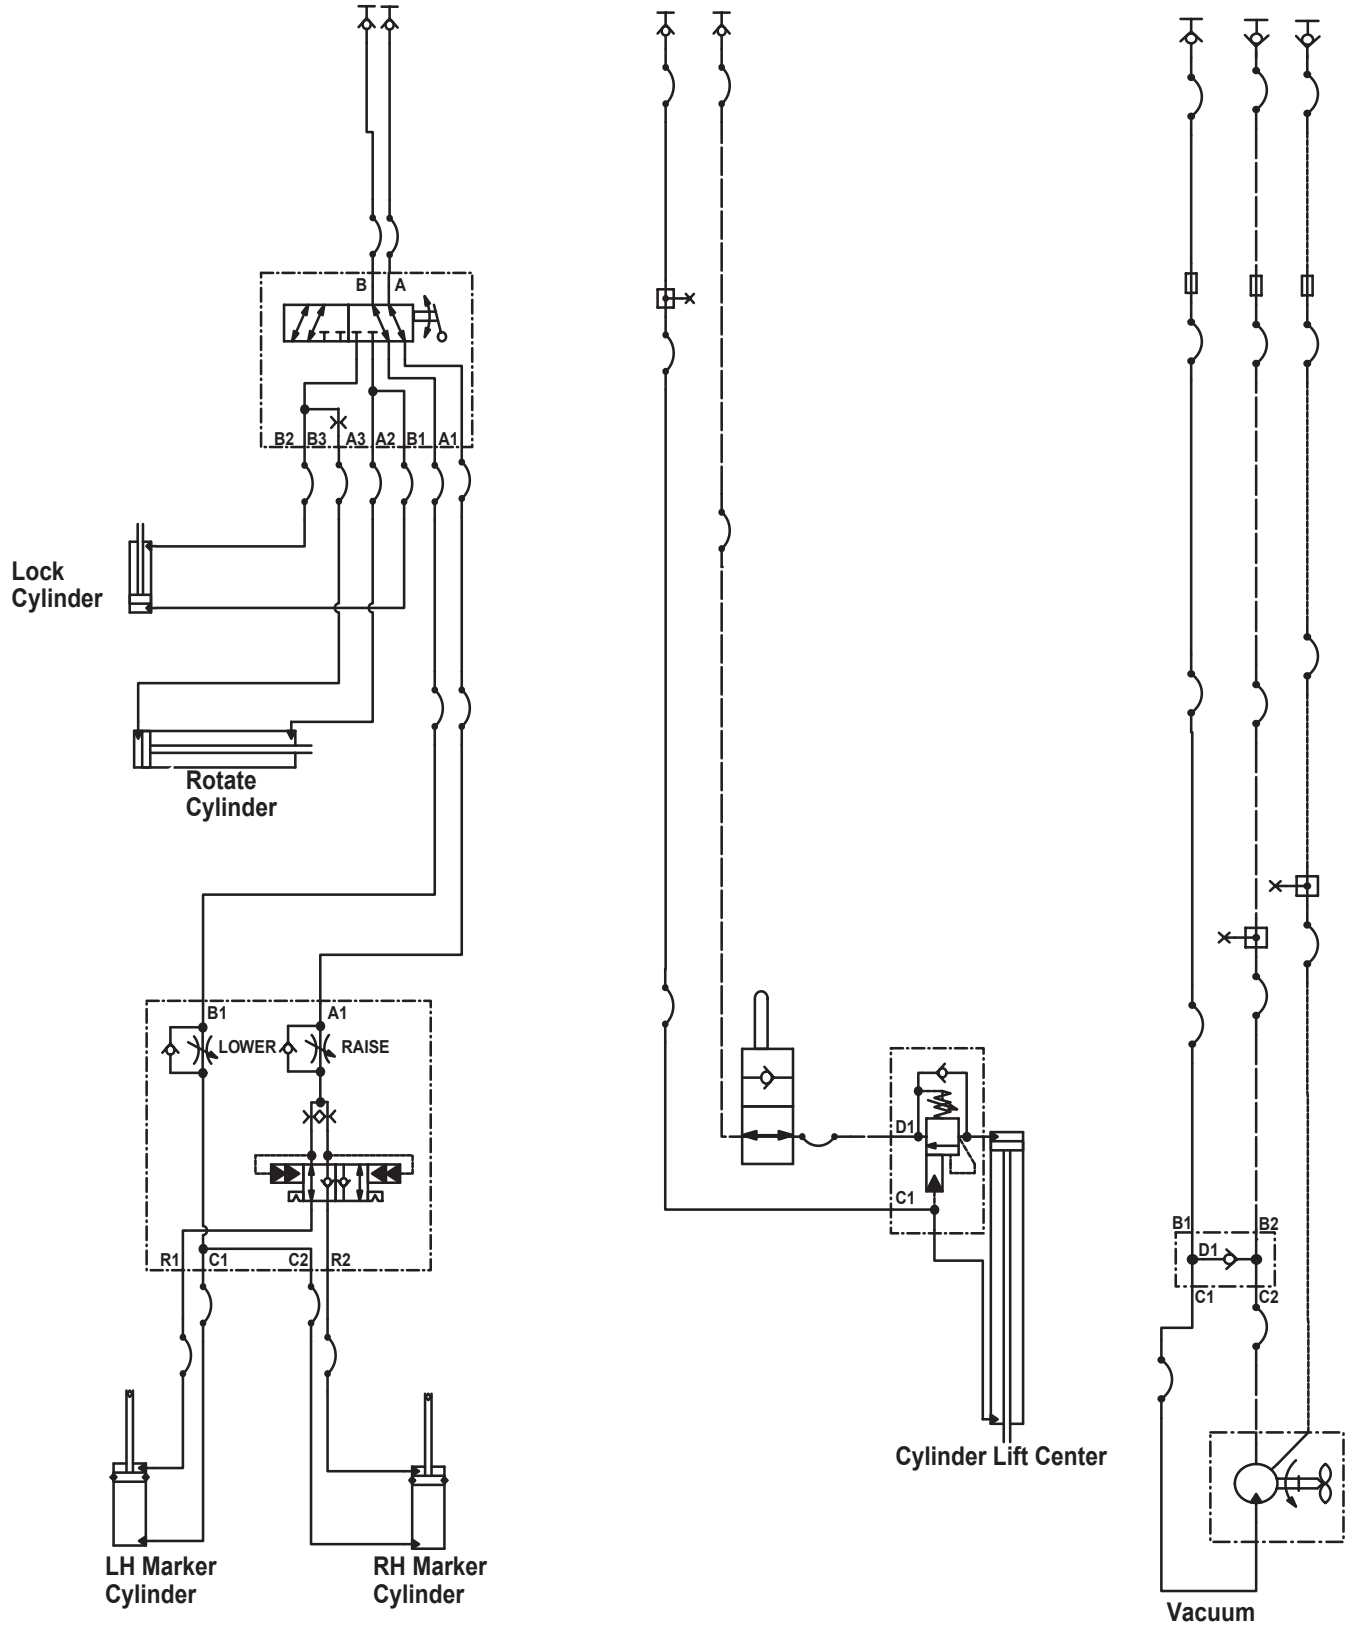 B A
B2 B3 A3 A2 B1 A1
Lock
Cylinder
Rotate
Cylinder
B1 A1
LOWER RAISE
R1 C1 C2 R2
LH Marker
Cylinder
RH Marker
Cylinder
D1
C1
Cylinder Lift Center
B1 B2
D1
C1 C2
Vacuum